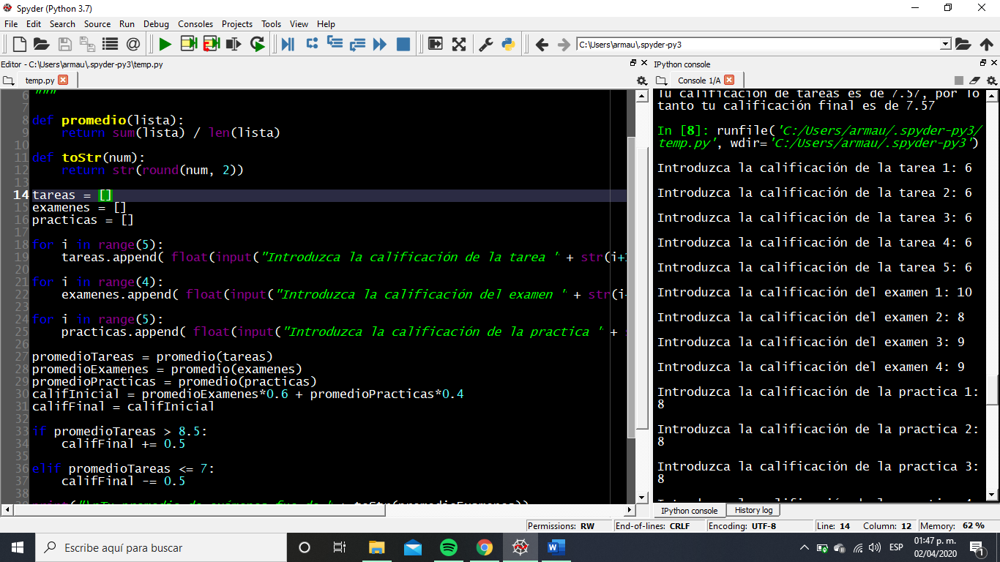 Spyder (Python 3.7)
File Edit Search Source Run Debug Consoles Projects Tools View Help
C:\Users\armau\.spyder-py3
Editor - C:\Users\armau\.spyder-py3\temp.py
temp.py
6 """
7
8 def promedio(lista):
9     return sum(lista) / len(lista)
10
11 def toStr(num):
12     return str(round(num, 2))
13
14 tareas = []
15 examenes = []
16 practicas = []
17
18 for i in range(5):
19     tareas.append( float(input("Introduzca la calificación de la tarea " + str(i+
20
21 for i in range(4):
22     examenes.append( float(input("Introduzca la calificación del examen " + str(i
23
24 for i in range(5):
25     practicas.append( float(input("Introduzca la calificación de la practica " +
26
27 promedioTareas = promedio(tareas)
28 promedioExamenes = promedio(examenes)
29 promedioPracticas = promedio(practicas)
30 califInicial = promedioExamenes*0.6 + promedioPracticas*0.4
31 califFinal = califInicial
32
33 if promedioTareas > 8.5:
34     califFinal += 0.5
35
36 elif promedioTareas <= 7:
37     califFinal -= 0.5
38
print("\nTu promedio de exámenes fue de " + toStr(promedioExamenes))
IPython console
Console 1/A
Tu calificación de tareas es de 7.57, por lo
tanto tu calificación final es de 7.57
In [8]: runfile('C:/Users/armau/.spyder-py3/
temp.py', wdir='C:/Users/armau/.spyder-py3')
Introduzca la calificación de la tarea 1: 6
Introduzca la calificación de la tarea 2: 6
Introduzca la calificación de la tarea 3: 6
Introduzca la calificación de la tarea 4: 6
Introduzca la calificación de la tarea 5: 6
Introduzca la calificación del examen 1: 10
Introduzca la calificación del examen 2: 8
Introduzca la calificación del examen 3: 9
Introduzca la calificación del examen 4: 9
Introduzca la calificación de la practica 1:
8
Introduzca la calificación de la practica 2:
8
Introduzca la calificación de la practica 3:
8
Introduzca la calificación de la practica 4:
IPython console History log
Permissions: RW End-of-lines: CRLF Encoding: UTF-8 Line: 14 Column: 12 Memory: 62 %
Escribe aquí para buscar
ESP
01:47 p. m.
02/04/2020
1